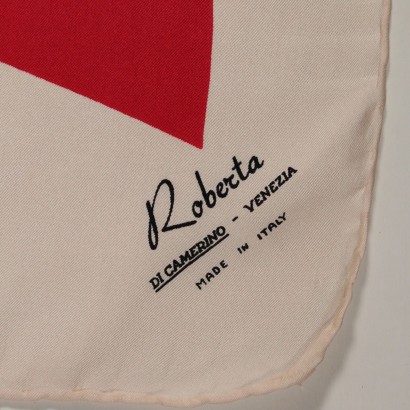 Roberta
DI CAMERINO - VENEZIA
MADE IN ITALY